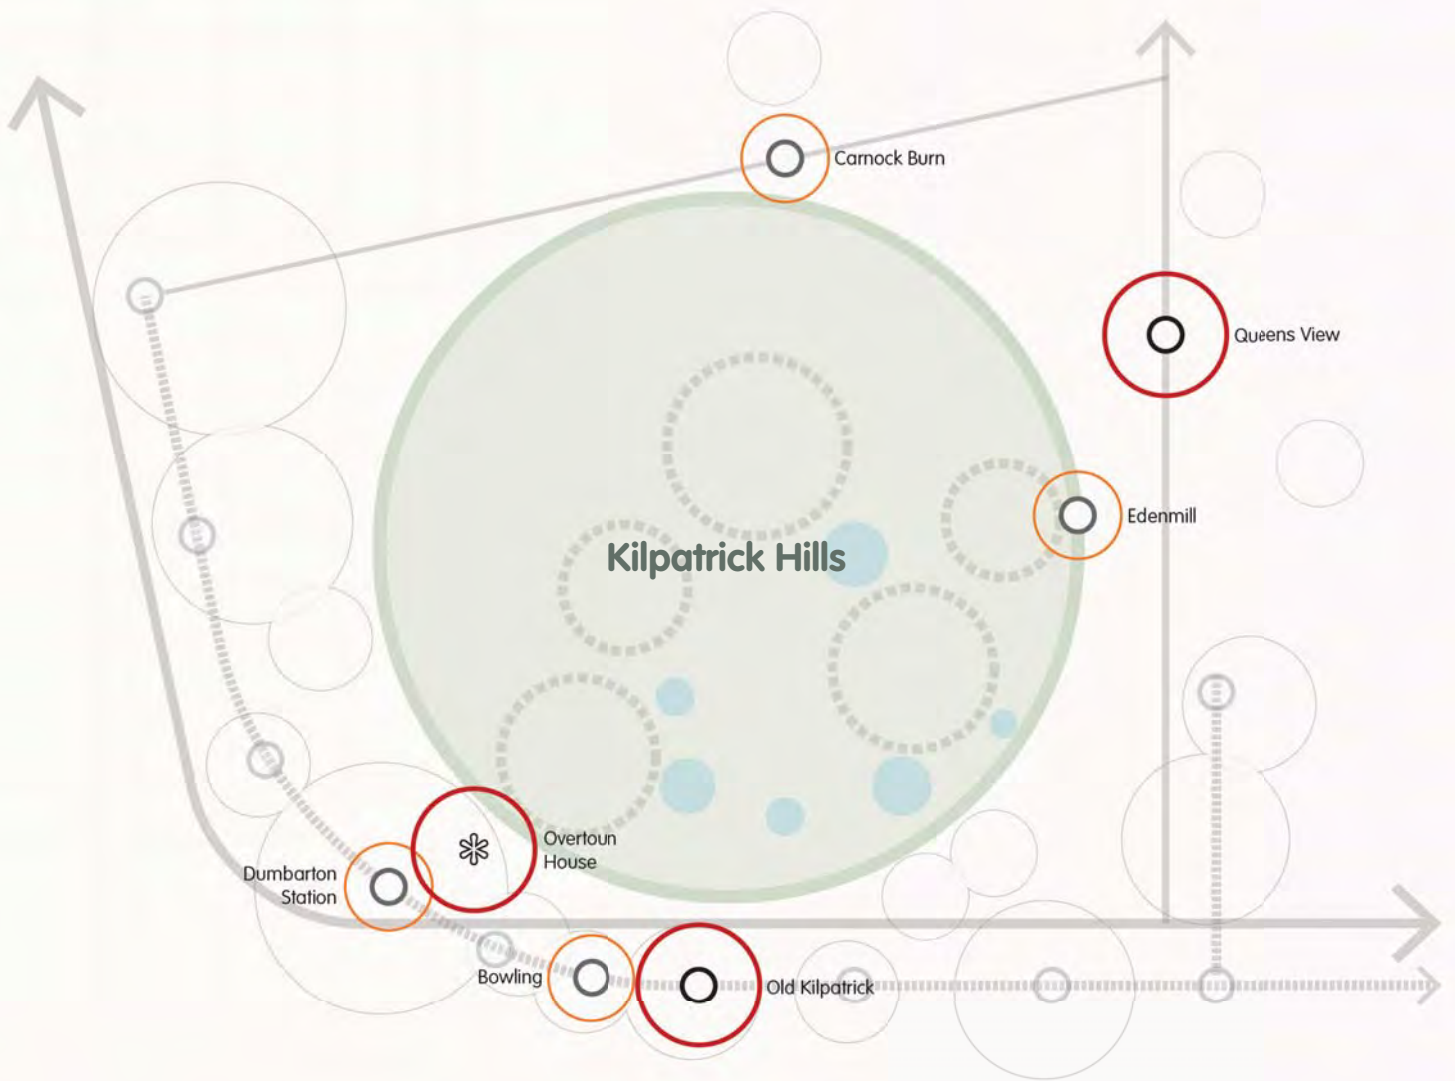 Carnock Burn
Queens View
Edenmill
Kilpatrick Hills
Overtoun
House
Dumbarton
Station
Bowling
Old Kilpatrick